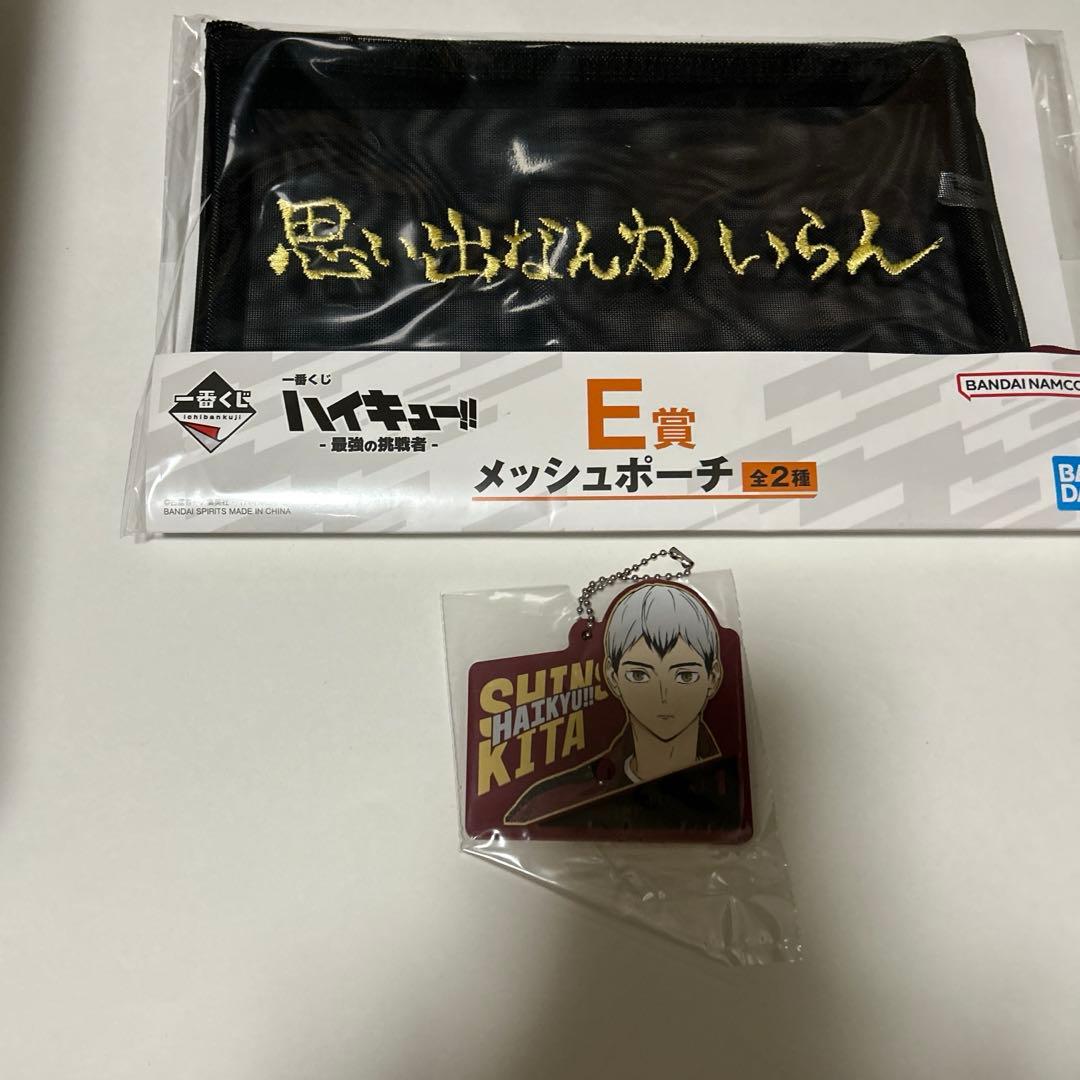 思い出なんかいらん
一番くじ
ichibankuji
一番くじ
ハイキュー!!
- 最強の挑戦者 -
E賞
メッシュポーチ 全2種
BANDAI NAMCO
BANDAI SPIRITS MADE IN CHINA
SHINS
HAIKYU!!
KITA
1